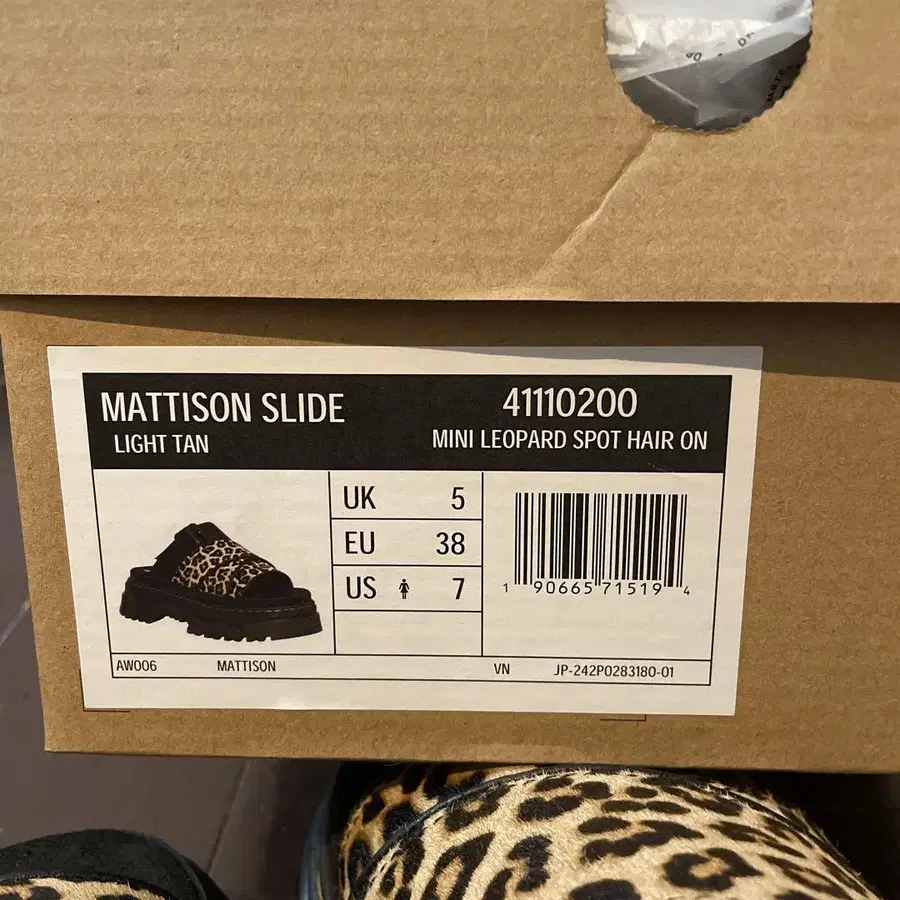 MATTISON SLIDE
41110200
LIGHT TAN
MINI LEOPARD SPOT HAIR ON
UK 5
EU 38
US 7
1 90665 71519 4
AW006 MATTISON VN JP-242P0283180-01